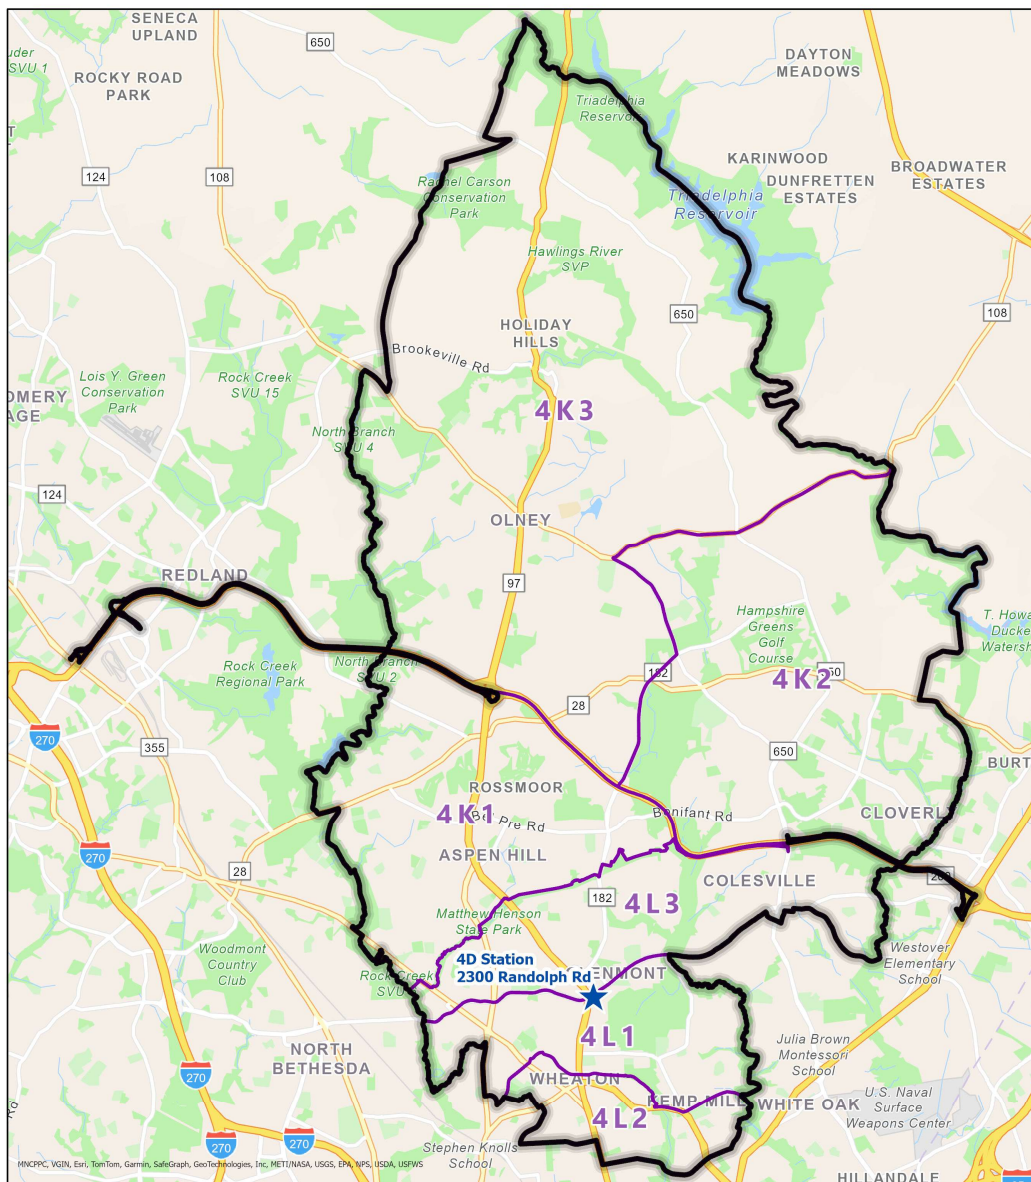 SENECA
UPLAND
650
DAYTON
MEADOWS
SVU 1
ROCKY ROAD
PARK
Triadelphia
Reservoir
124
108
KARINWOOD
DUNFRETTEN
ESTATES
BROADWATER
ESTATES
Rachel Carson
Conservation
Park
Triadelphia
Reservoir
Hawlings River
SVP
650
108
HOLIDAY
HILLS
Brookeville Rd
Lois Y. Green
Conservation
Park
Rock Creek
SVU 15
OMERY
AGE
4K3
North Branch
SVU 4
124
OLNEY
97
REDLAND
Hampshire
Greens
Golf
Course
T. Howa
Ducke
Watersh
Rock Creek
Regional Park
North Branch
SVU 2
182
650
4K2
28
270
355
650
BURT
ROSSMOOR
4K1
Bel Pre Rd
Bonifant Rd
CLOVERLY
270
ASPEN HILL
28
COLESVILLE
200
182
4L3
Matthew Henson
State Park
Woodmont
Country
Club
Westover
Elementary
School
4D Station
2300 Randolph Rd
GLENMONT
Rock Creek
SVU
4L1
Julia Brown
Montessori
School
NORTH
BETHESDA
270
WHEATON
KEMP MILL
WHITE OAK
U.S. Naval
Surface
Weapons Center
4L2
270
270
Stephen Knolls
School
HILLANDALE
MNCPPC, VGIN, Esri, TomTom, Garmin, SafeGraph, GeoTechnologies, Inc, METI/NASA, USGS, EPA, NPS, USDA, USFWS